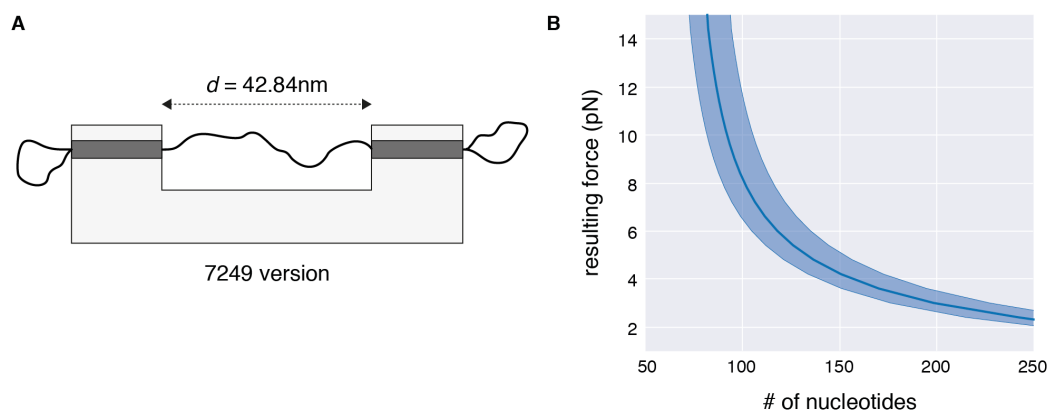 A
d = 42.84nm
7249 version
B
resulting force (pN)
14
12
10
8
6
4
2
50 100 150 200 250
# of nucleotides